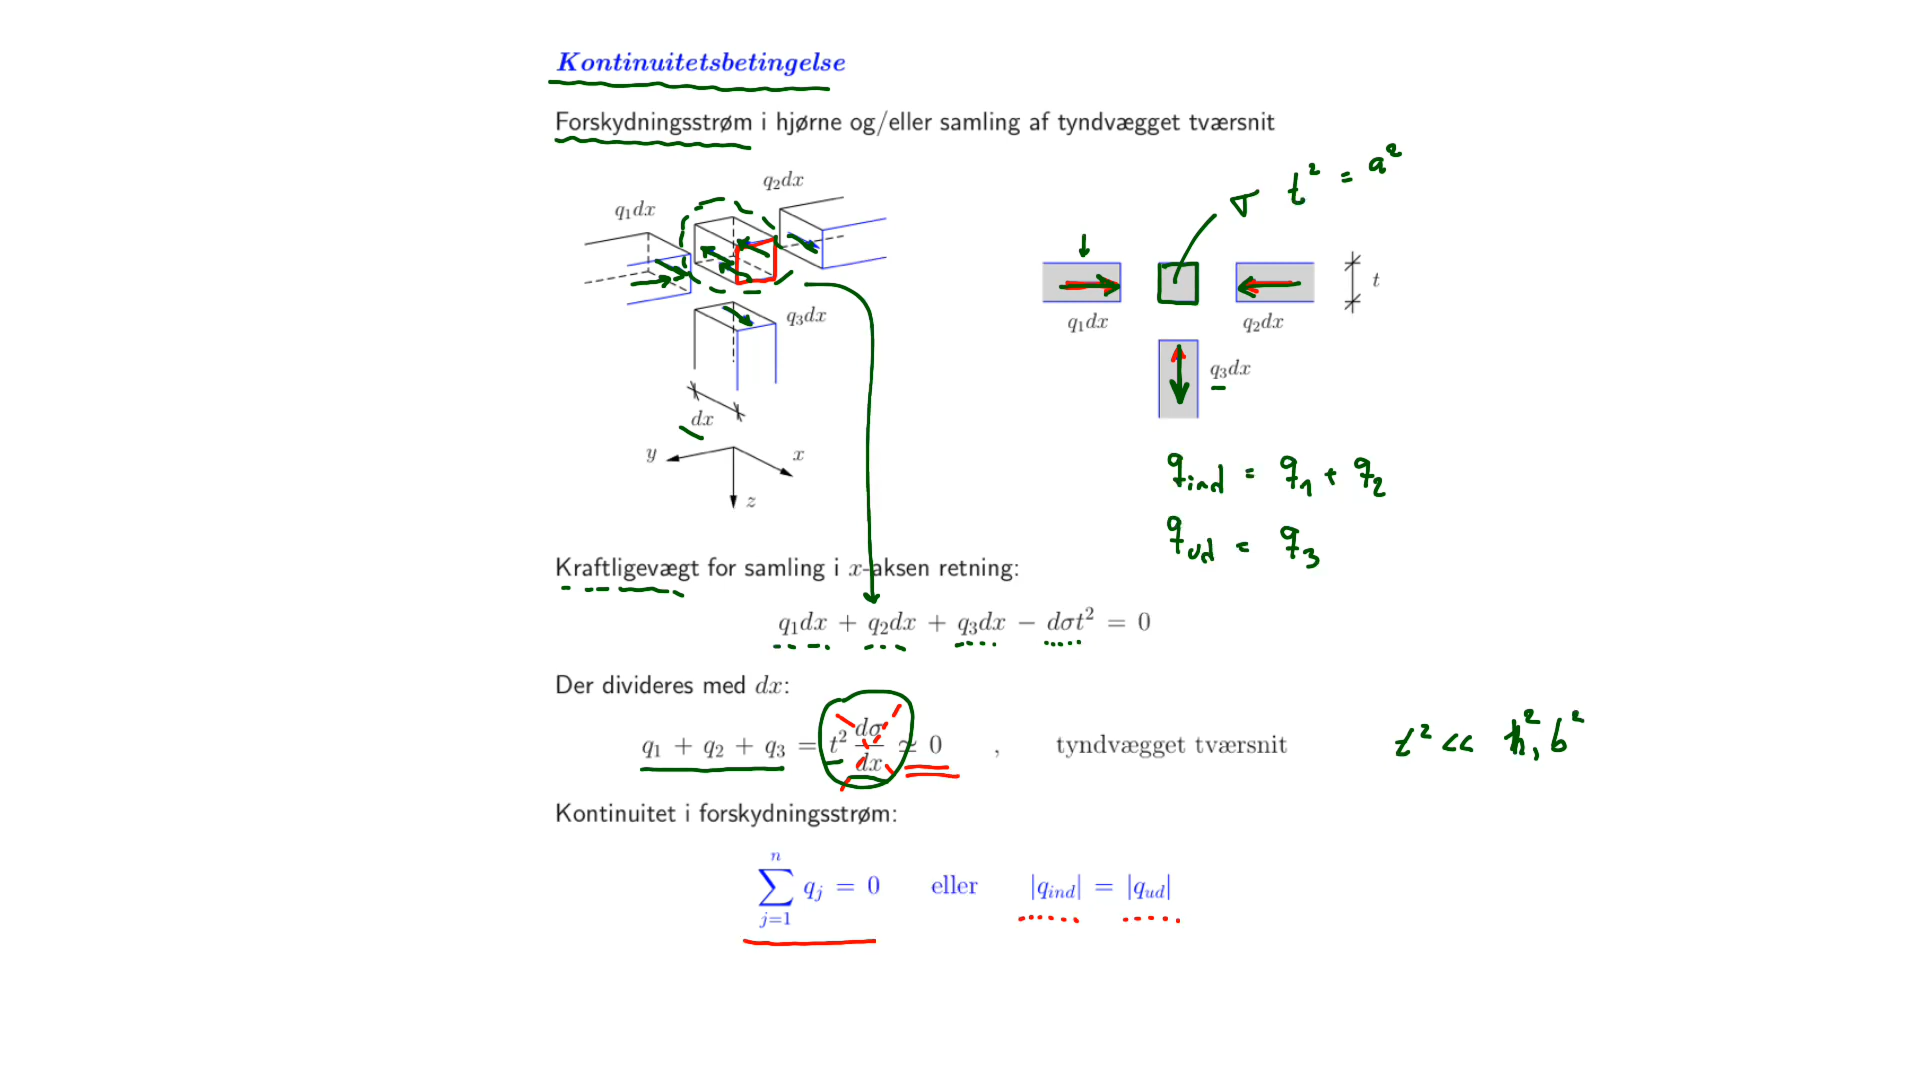 Kontinuitetsbetingelse
Forskydningsstrøm i hjørne og/eller samling af tyndvægget tværsnit
q₂dx
q₁dx
q₃dx
dx
y
x
z
σ t² = a²
t
q₁dx
q₂dx
q₃dx
q_ind = q₁ + q₂
q_ud = q₃
Kraftligevægt for samling i x-aksen retning:
q₁dx + q₂dx + q₃dx − dσt² = 0
Der divideres med dx:
q₁ + q₂ + q₃ = t² dσ/dx ≃ 0 , tyndvægget tværsnit
t² << h², b²
Kontinuitet i forskydningsstrøm:
∑_{j=1}^{n} q_j = 0 eller |q_ind| = |q_ud|